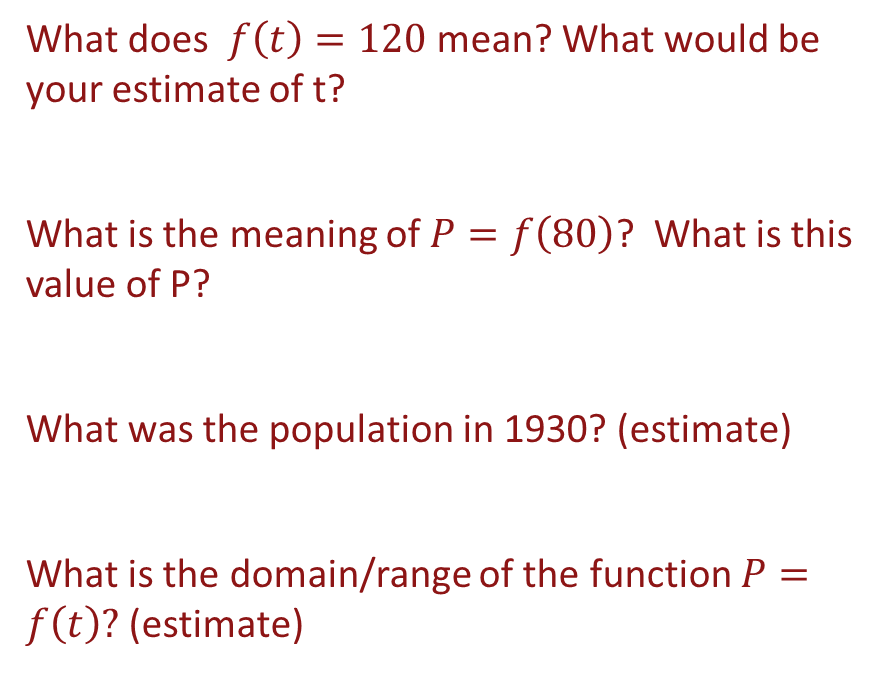 What does f(t) = 120 mean? What would be
your estimate of t?
What is the meaning of P = f(80)? What is this
value of P?
What was the population in 1930? (estimate)
What is the domain/range of the function P =
f(t)? (estimate)